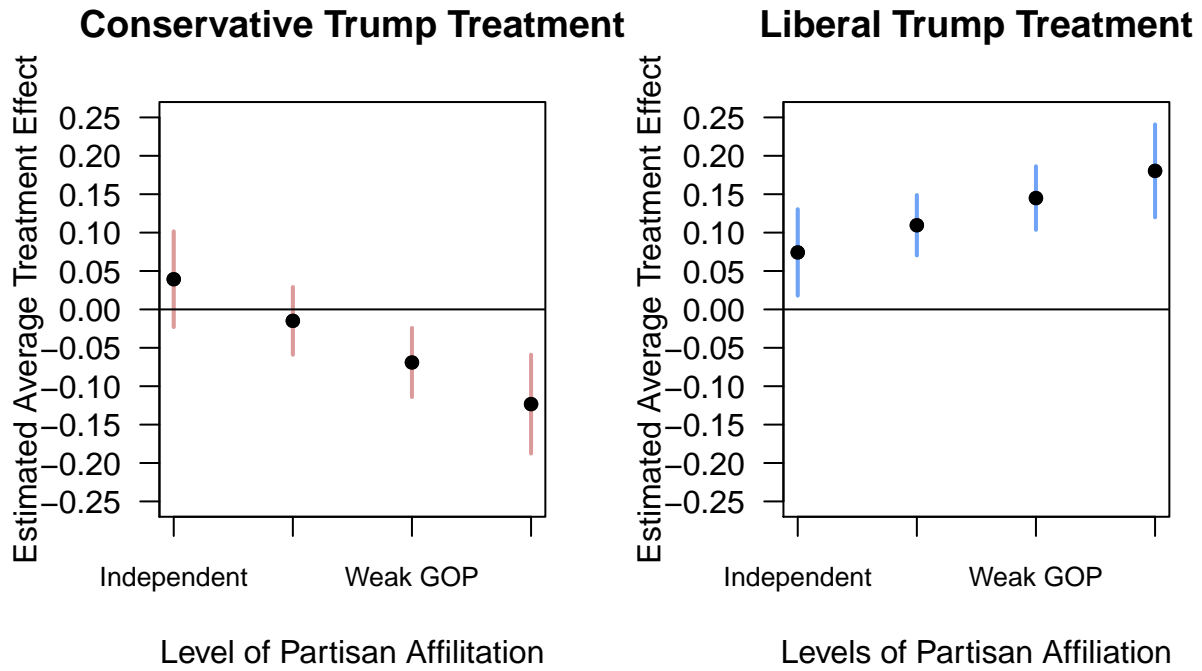 Conservative Trump Treatment
Estimated Average Treatment Effect
0.25
0.20
0.15
0.10
0.05
0.00
−0.05
−0.10
−0.15
−0.20
−0.25
Independent
Weak GOP
Level of Partisan Affilitation
Liberal Trump Treatment
Estimated Average Treatment Effect
0.25
0.20
0.15
0.10
0.05
0.00
−0.05
−0.10
−0.15
−0.20
−0.25
Independent
Weak GOP
Levels of Partisan Affiliation